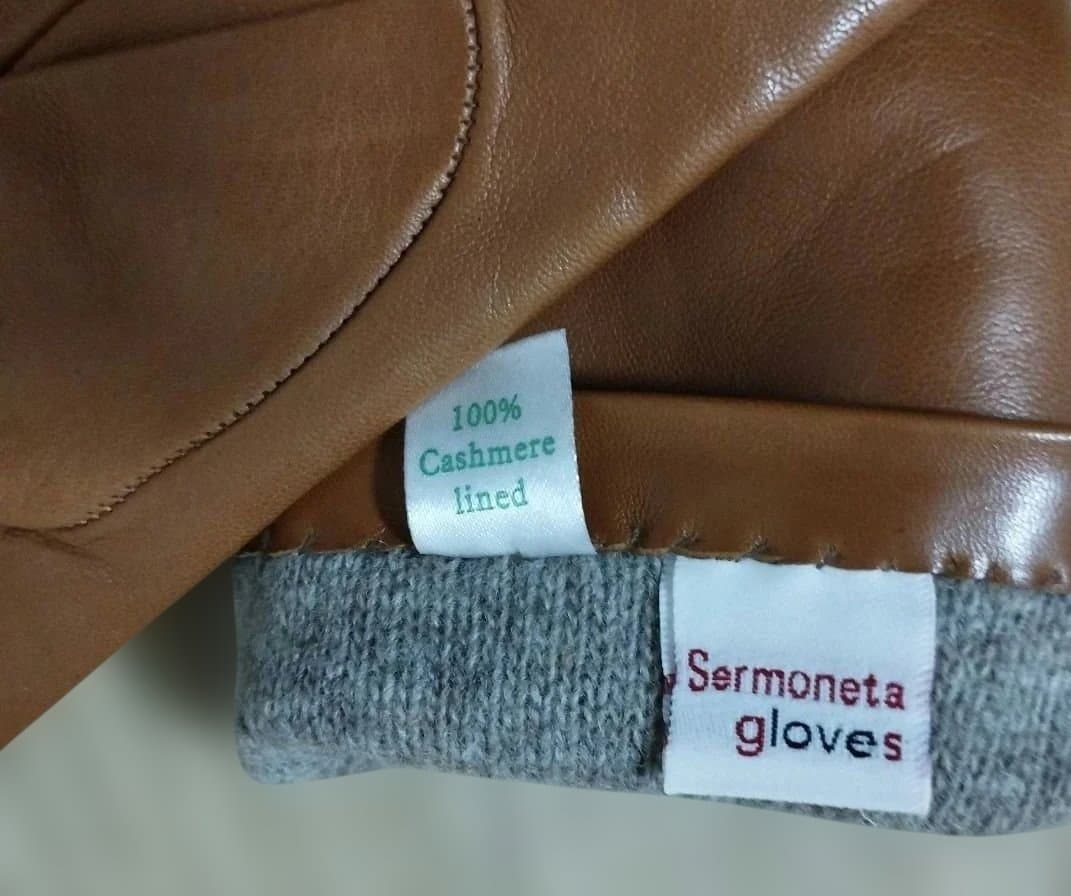 100%
Cashmere
lined
Sermoneta
gloves